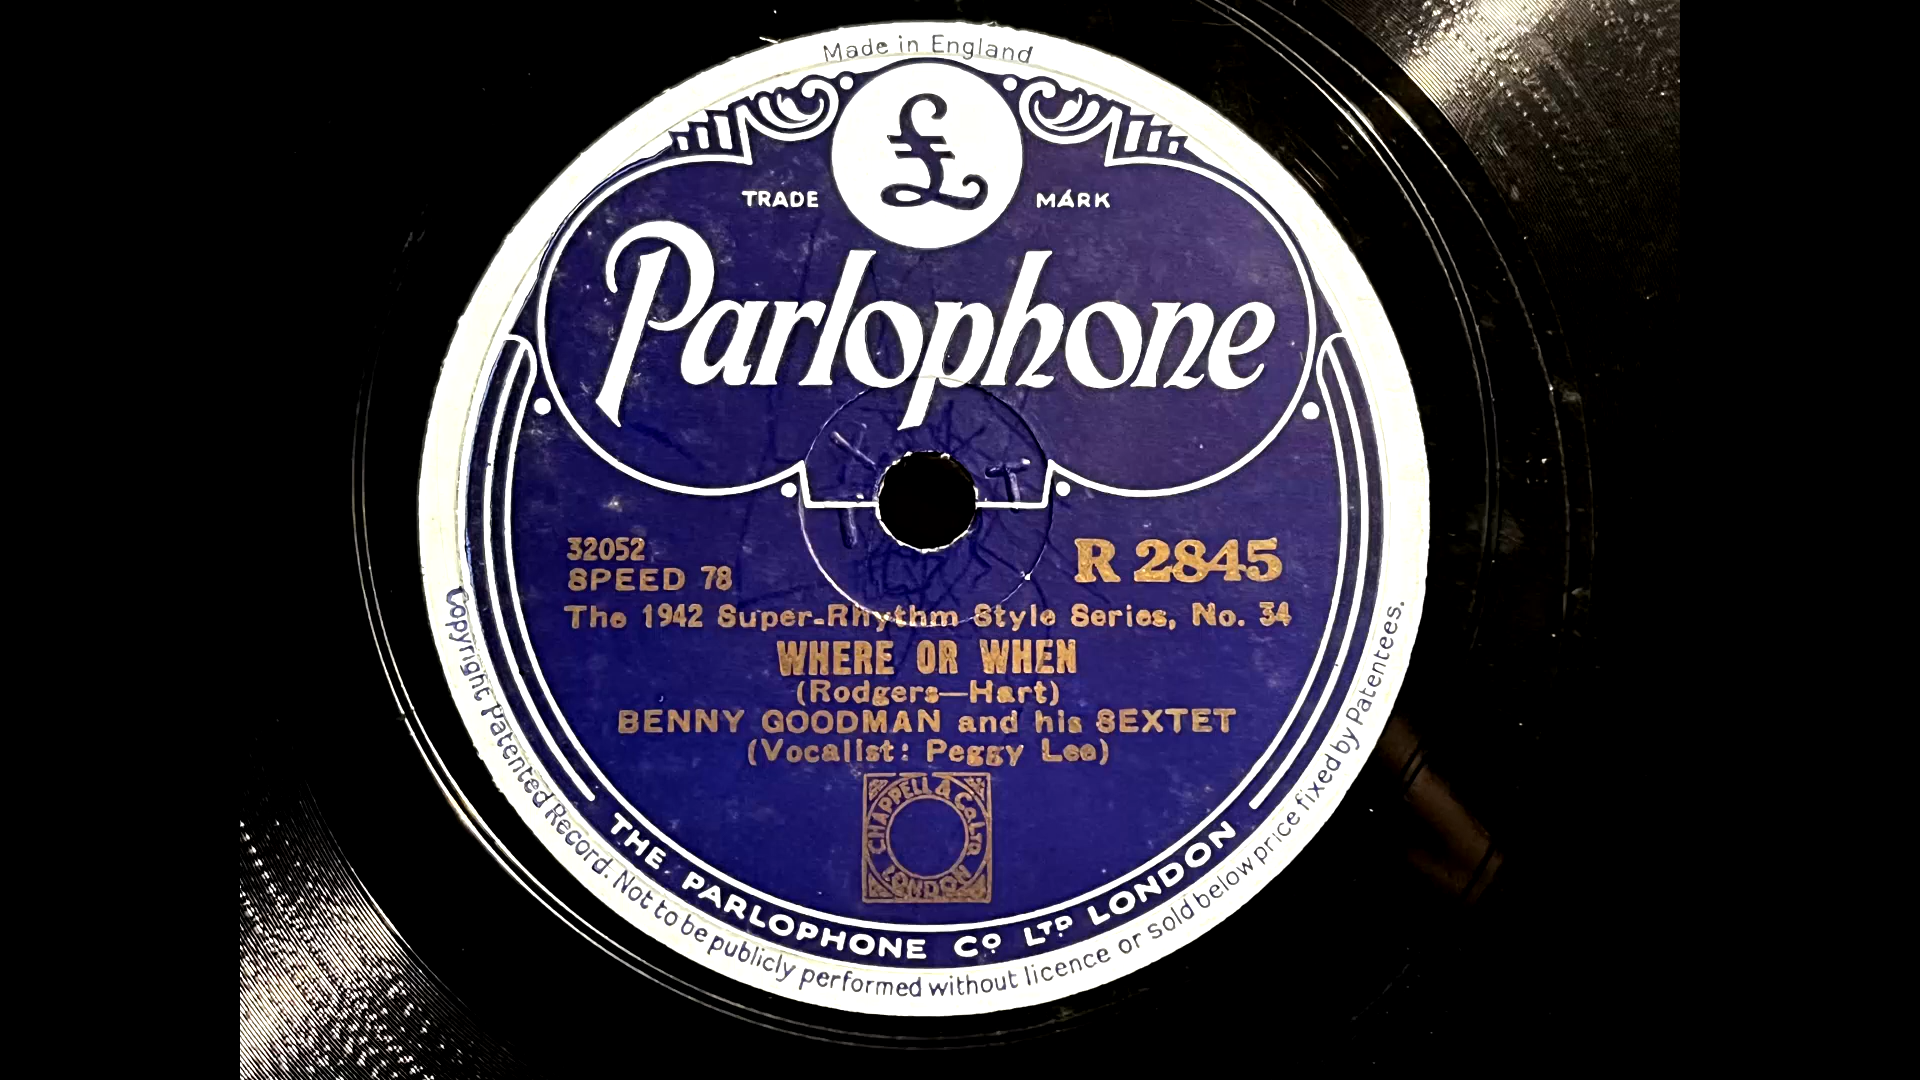 Made in England
£
TRADE MARK
Parlophone
T
32052
SPEED 78
R 2845
The 1942 Super-Rhythm Style Series, No. 34
WHERE OR WHEN
(Rodgers—Hart)
BENNY GOODMAN and his SEXTET
(Vocalist: Peggy Lee)
CHAPPELL & Co LTD
LONDON
THE PARLOPHONE Co LTD LONDON
Copyright Patented Record. Not to be publicly performed without licence or sold below price fixed by Patentees.